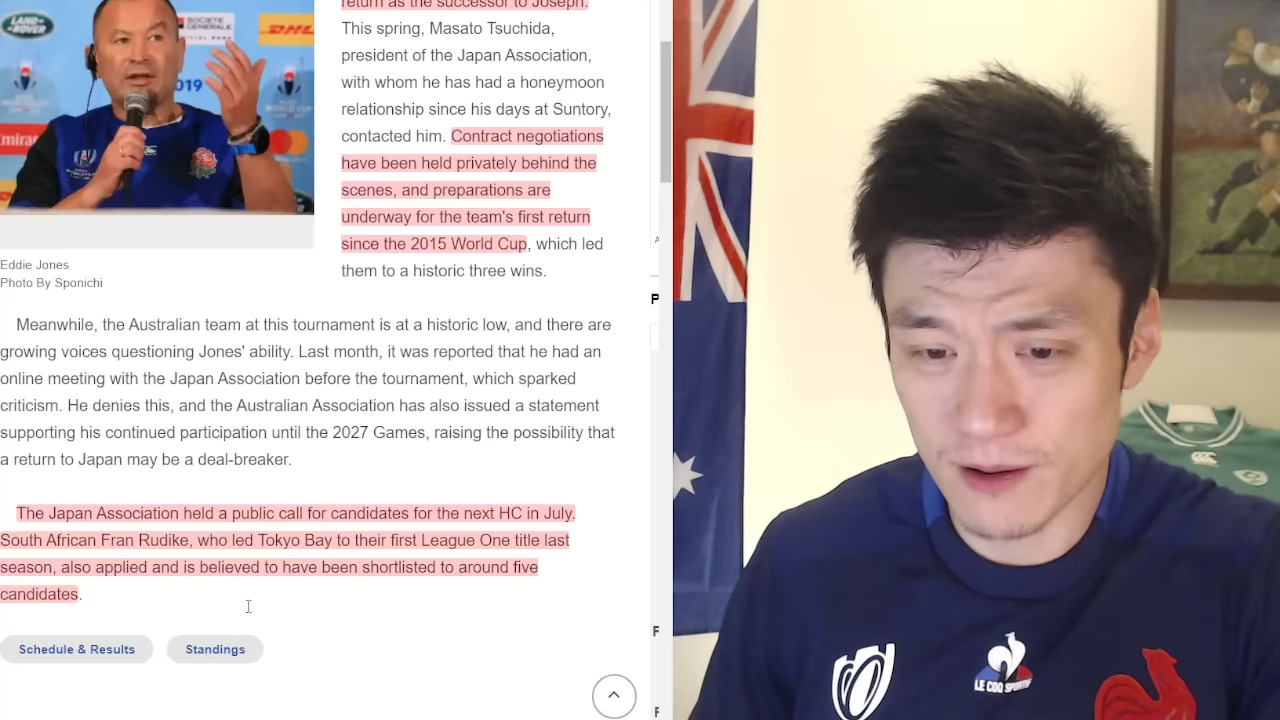 LAND-
ROVER
SOCIETE
GENERALE
DHL
2019
Emirates
return as the successor to Joseph.
This spring, Masato Tsuchida,
president of the Japan Association,
with whom he has had a honeymoon
relationship since his days at Suntory,
contacted him. Contract negotiations
have been held privately behind the
scenes, and preparations are
underway for the team's first return
since the 2015 World Cup, which led
them to a historic three wins.
Eddie Jones
Photo By Sponichi
Meanwhile, the Australian team at this tournament is at a historic low, and there are
growing voices questioning Jones' ability. Last month, it was reported that he had an
online meeting with the Japan Association before the tournament, which sparked
criticism. He denies this, and the Australian Association has also issued a statement
supporting his continued participation until the 2027 Games, raising the possibility that
a return to Japan may be a deal-breaker.
The Japan Association held a public call for candidates for the next HC in July.
South African Fran Rudike, who led Tokyo Bay to their first League One title last
season, also applied and is believed to have been shortlisted to around five
candidates.
Schedule & Results
Standings
A
P
F
F
LE COQ SPORTIF